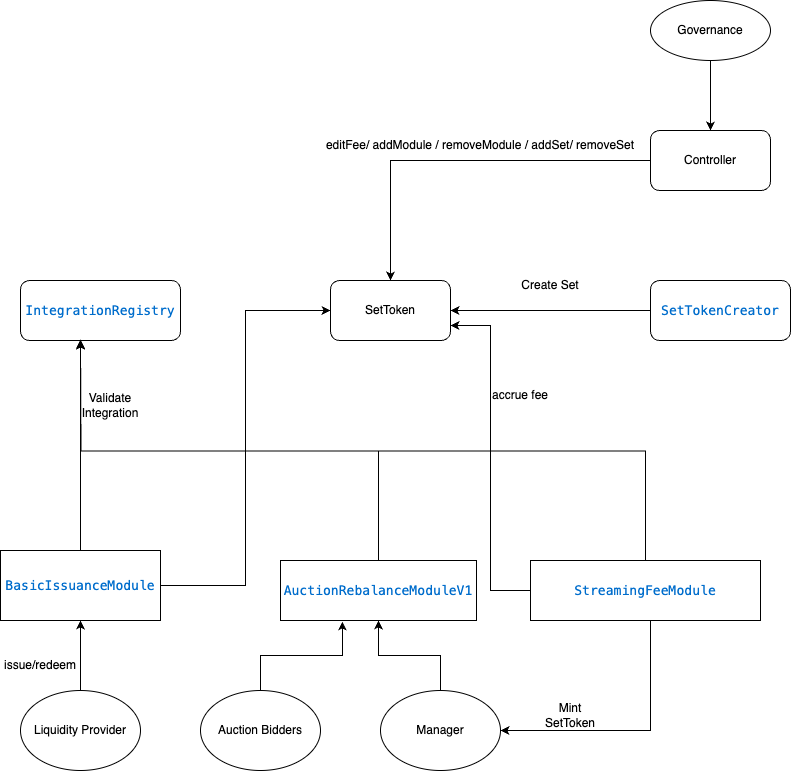 Governance
editFee/ addModule / removeModule / addSet/ removeSet
Controller
Create Set
IntegrationRegistry
SetToken
SetTokenCreator
Validate
Integration
accrue fee
BasicIssuanceModule
AuctionRebalanceModuleV1
StreamingFeeModule
issue/redeem
Mint
SetToken
Liquidity Provider
Auction Bidders
Manager